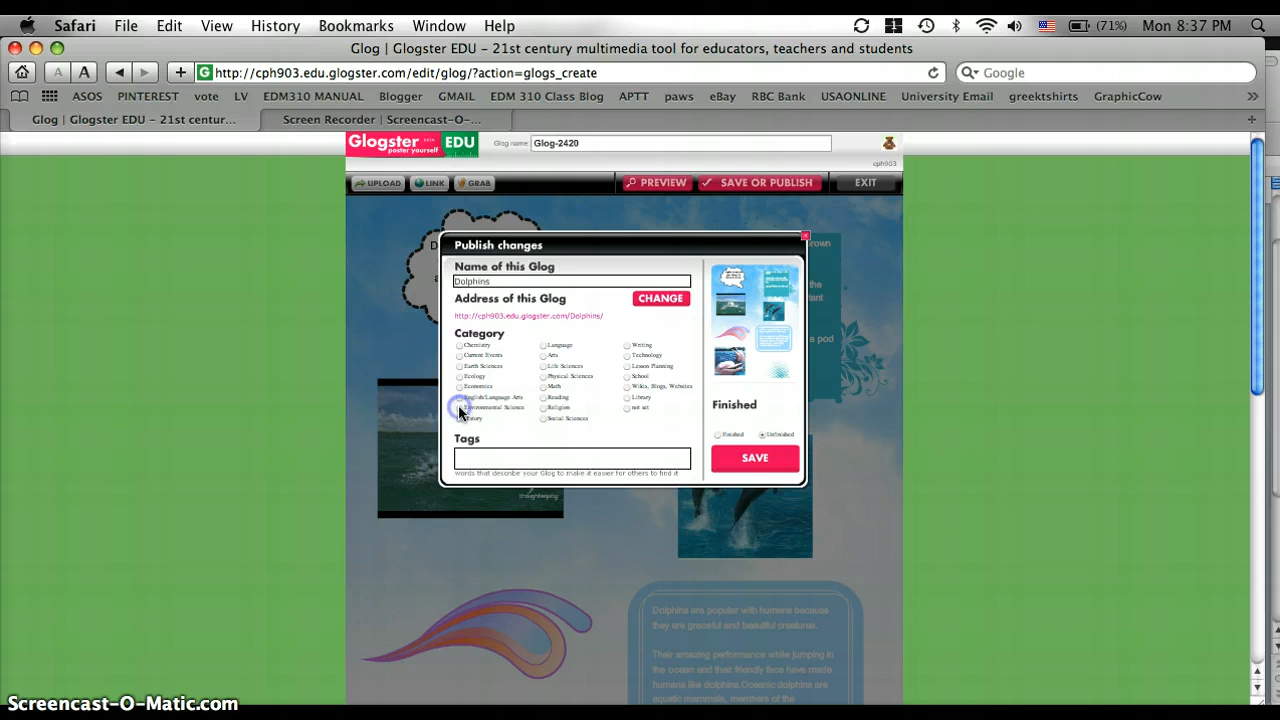 Safari File Edit View History Bookmarks Window Help (71%) Mon 8:37 PM
Glog | Glogster EDU – 21st century multimedia tool for educators, teachers and students
A A + http://cph903.edu.glogster.com/edit/glog/?action=glogs_create Google
ASOS PINTEREST vote LV EDM310 MANUAL Blogger GMAIL EDM 310 Class Blog APTT paws eBay RBC Bank USAONLINE University Email greektshirts GraphicCow >>
Glog | Glogster EDU – 21st centur... Screen Recorder | Screencast-O-... +
Glogster EDU
poster yourself
Glog name: Glog-2420
cph903
UPLOAD LINK GRAB PREVIEW SAVE OR PUBLISH EXIT
Publish changes
Name of this Glog
Dolphins
Address of this Glog CHANGE
http://cph903.edu.glogster.com/Dolphins/
Category
Chemistry Language Writing
Current Events Arts Technology
Earth Sciences Life Sciences Lesson Planning
Ecology Physical Sciences School
Economics Math Wikis, Blogs, Websites
English/Language Arts Reading Library
Environmental Science Religion not set
Social Sciences
Tags
words that describe your Glog to make it easier for others to find it
Finished
Finished Unfinished
SAVE
rown
the
tant
a pod
thoughtequity
Dolphins are popular with humans because
they are graceful and beautiful creatures.
Their amazing performance while jumping in
the ocean and their friendly face have made
humans like dolphins.Oceanic dolphins are
aquatic mammals, members of the
Screencast-O-Matic.com